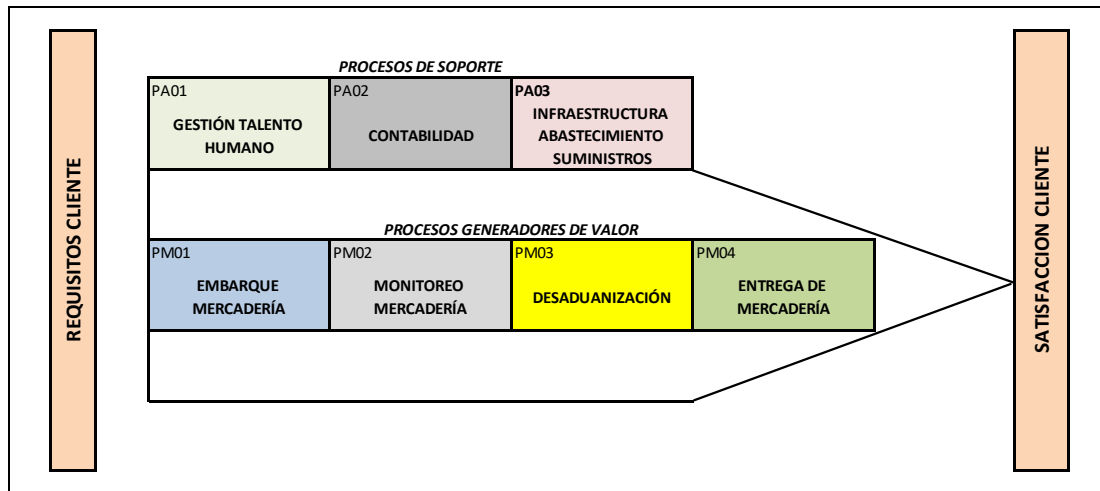 REQUISITOS CLIENTE
PROCESOS DE SOPORTE
PA01
GESTIÓN TALENTO
HUMANO
PA02
CONTABILIDAD
PA03
INFRAESTRUCTURA
ABASTECIMIENTO
SUMINISTROS
PROCESOS GENERADORES DE VALOR
PM01
EMBARQUE
MERCADERÍA
PM02
MONITOREO
MERCADERÍA
PM03
DESADUANIZACIÓN
PM04
ENTREGA DE
MERCADERÍA
SATISFACCION CLIENTE